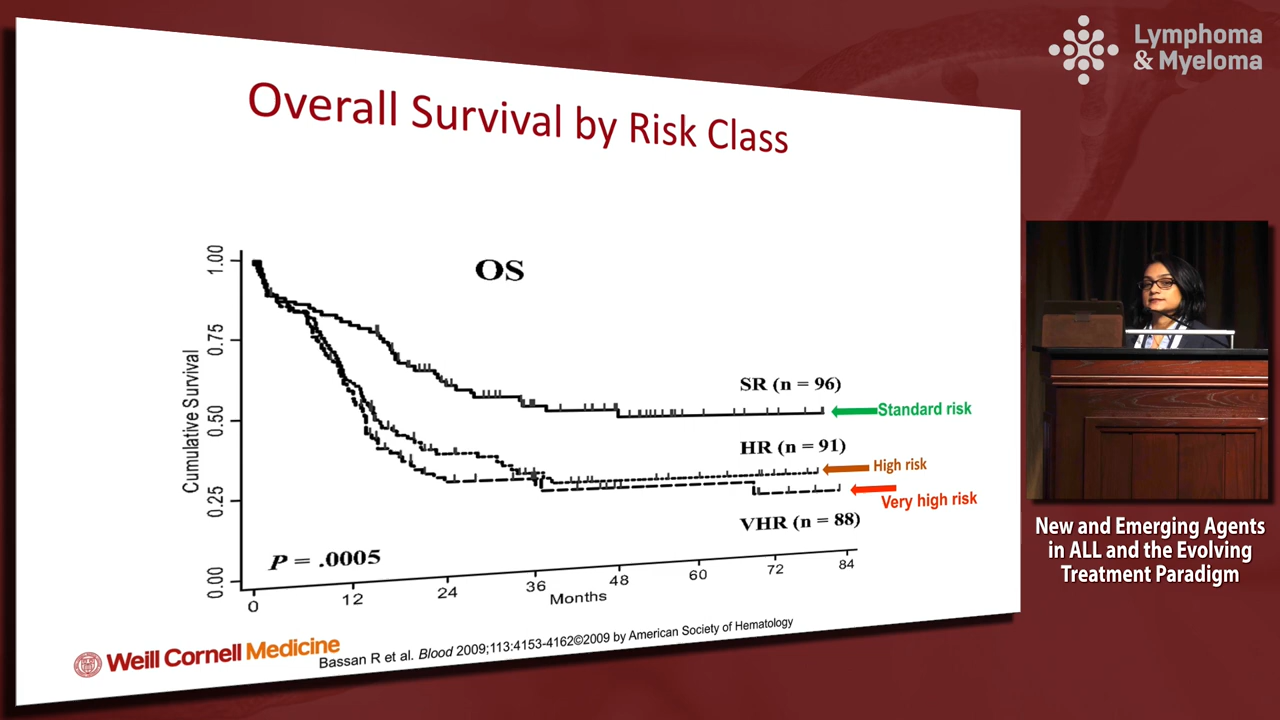 Lymphoma
& Myeloma
Overall Survival by Risk Class
OS
Cumulative Survival
1.00
0.75
0.50
0.25
0.00
SR (n = 96)
Standard risk
HR (n = 91)
High risk
Very high risk
VHR (n = 88)
P = .0005
0
12
24
36
48
60
72
84
Months
Weill Cornell Medicine
Bassan R et al. Blood 2009;113:4153-4162©2009 by American Society of Hematology
New and Emerging Agents
in ALL and the Evolving
Treatment Paradigm